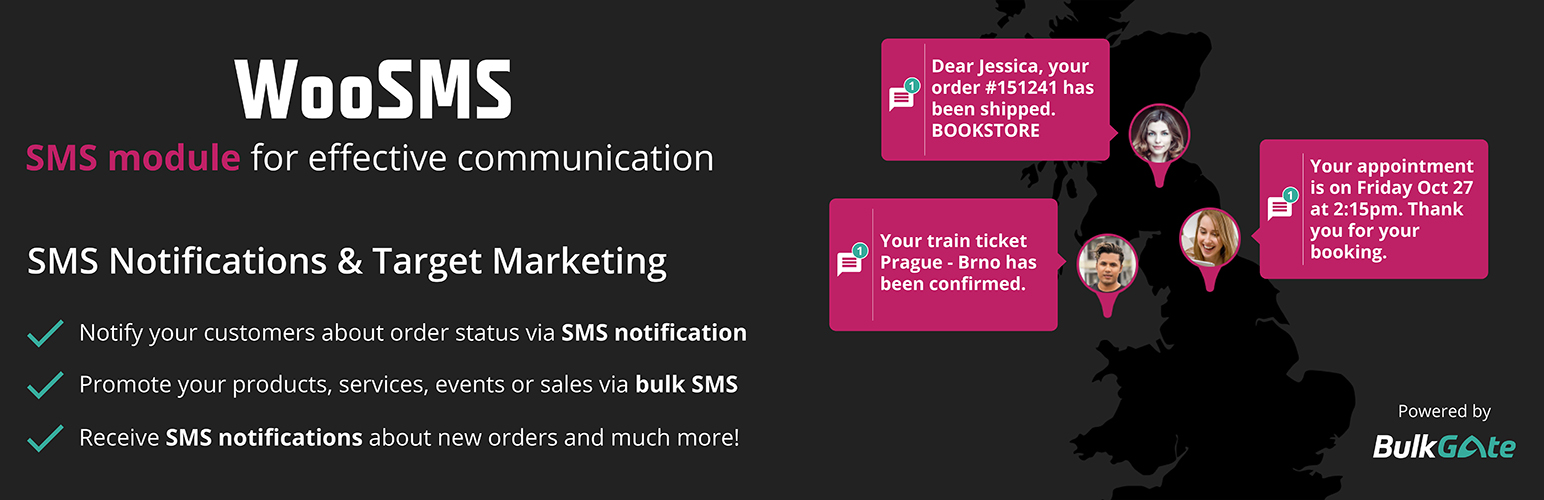 WooSMS
SMS module for effective communication
SMS Notifications & Target Marketing
Notify your customers about order status via SMS notification
Promote your products, services, events or sales via bulk SMS
Receive SMS notifications about new orders and much more!
1
Dear Jessica, your
order #151241 has
been shipped.
BOOKSTORE
1
Your appointment
is on Friday Oct 27
at 2:15pm. Thank
you for your
booking.
1
Your train ticket
Prague - Brno has
been confirmed.
Powered by
BulkGate